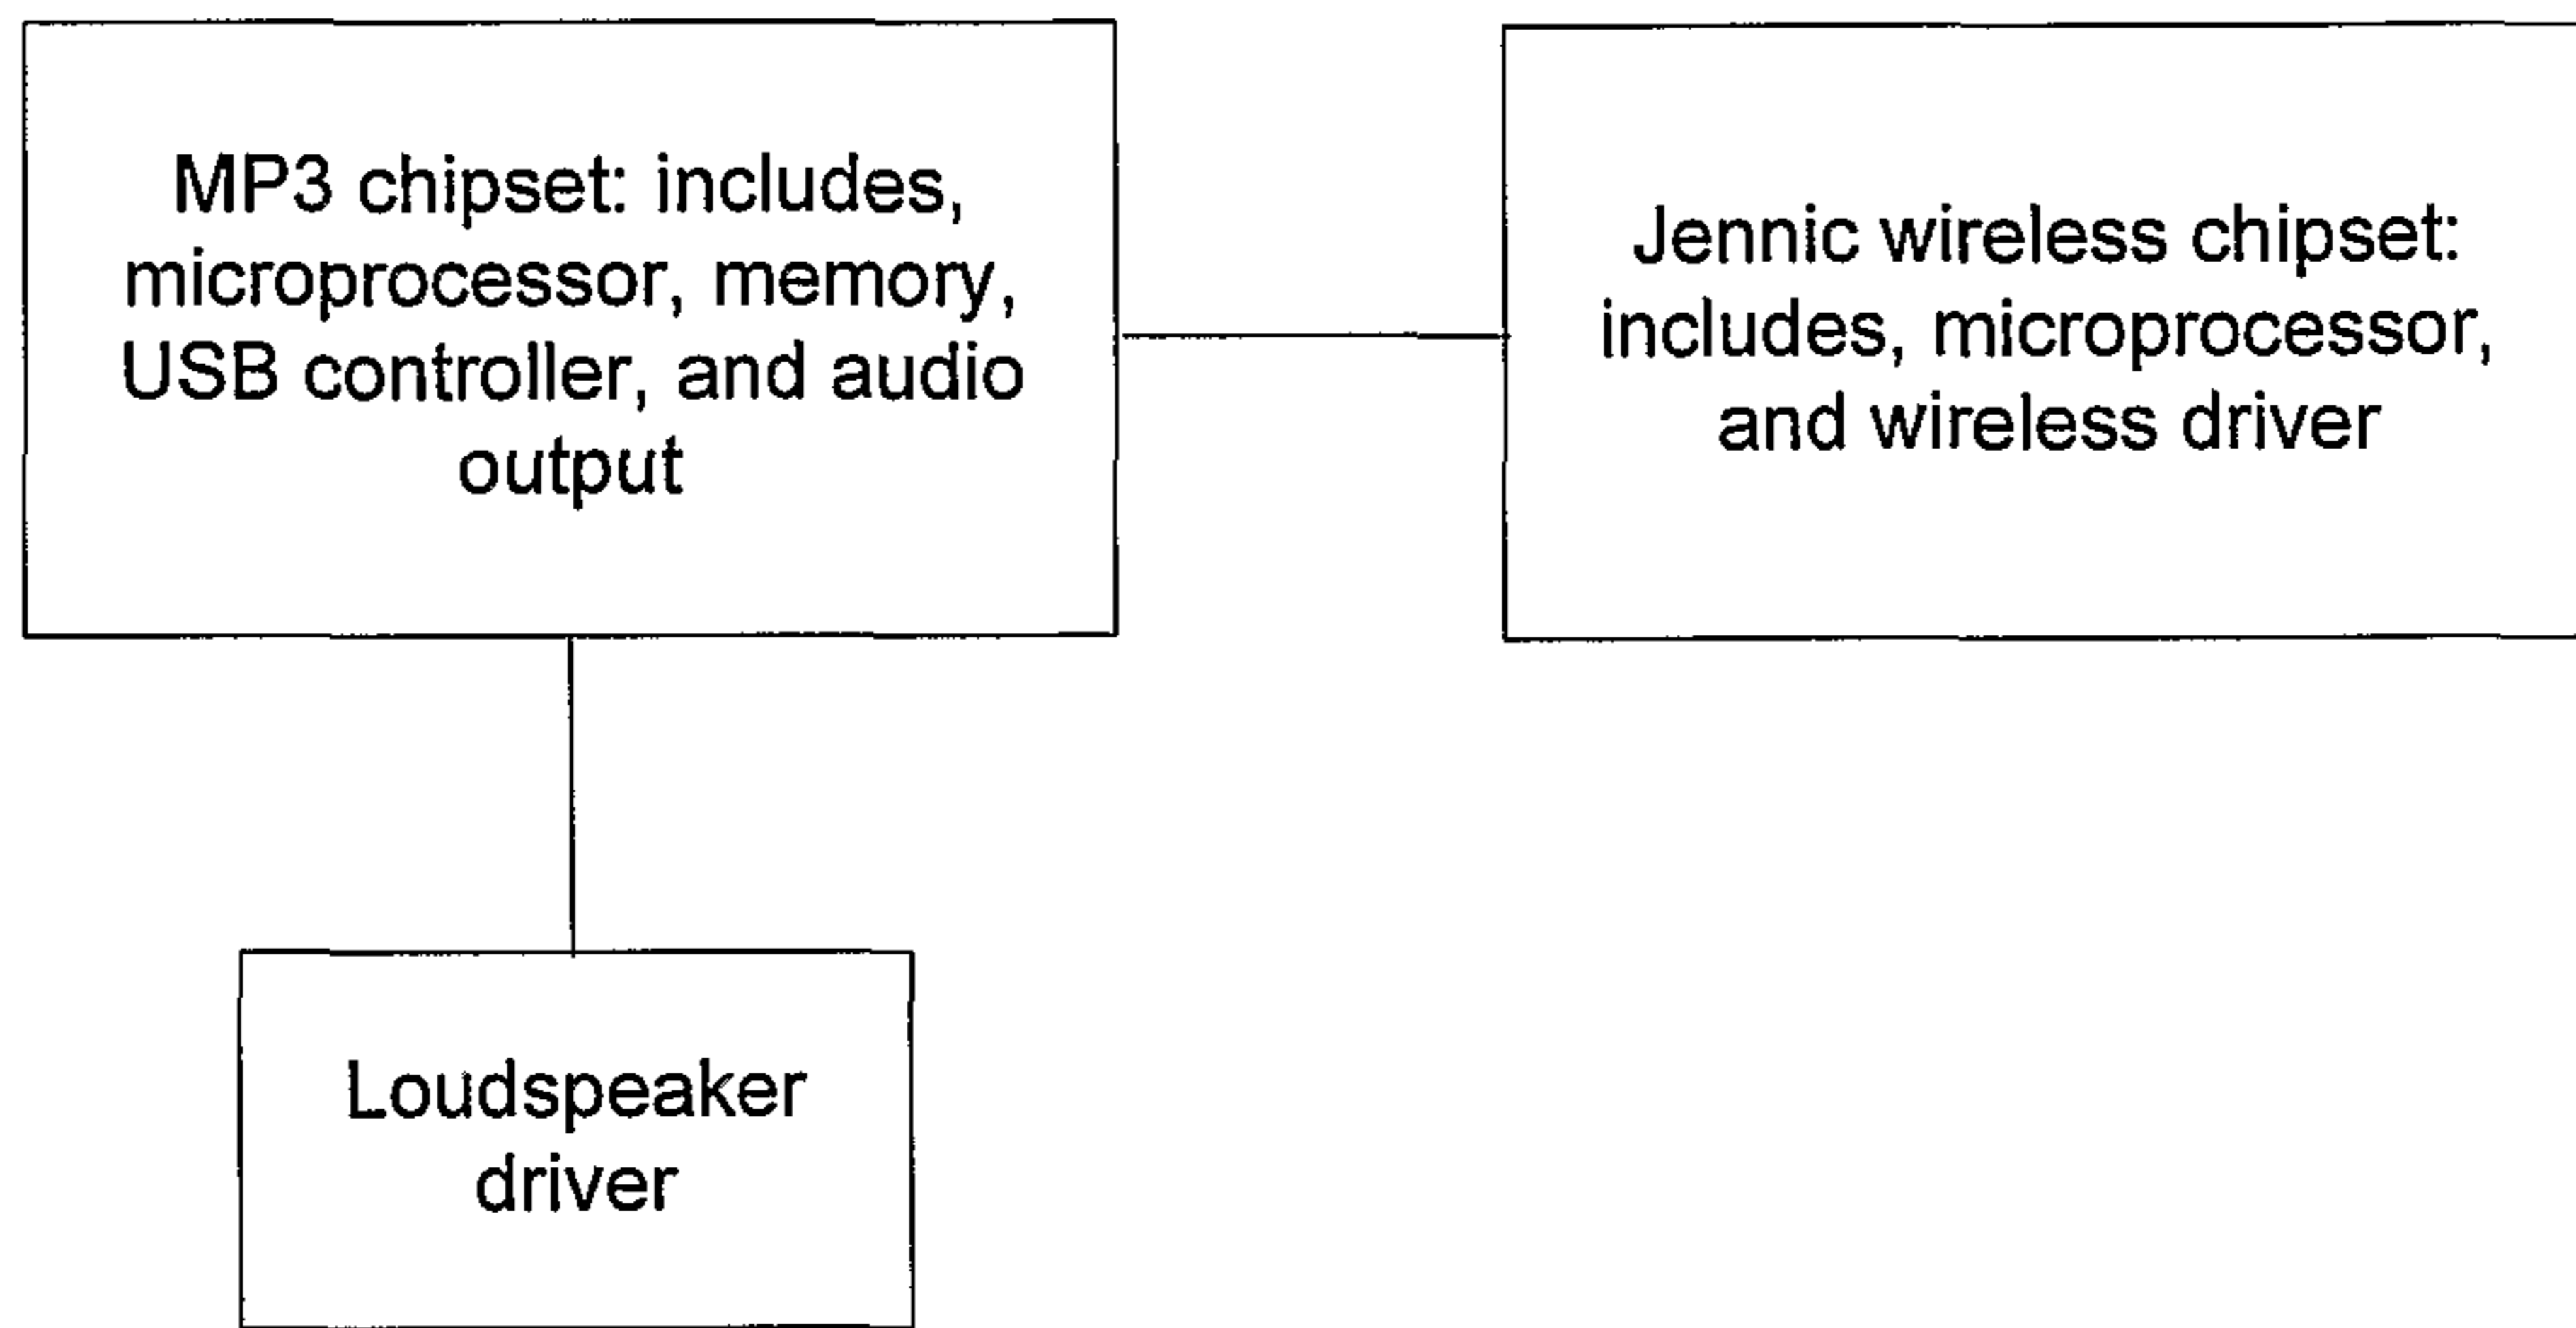 MP3 chipset: includes,
microprocessor, memory,
USB controller, and audio
output
Jennic wireless chipset:
includes, microprocessor,
and wireless driver
Loudspeaker
driver